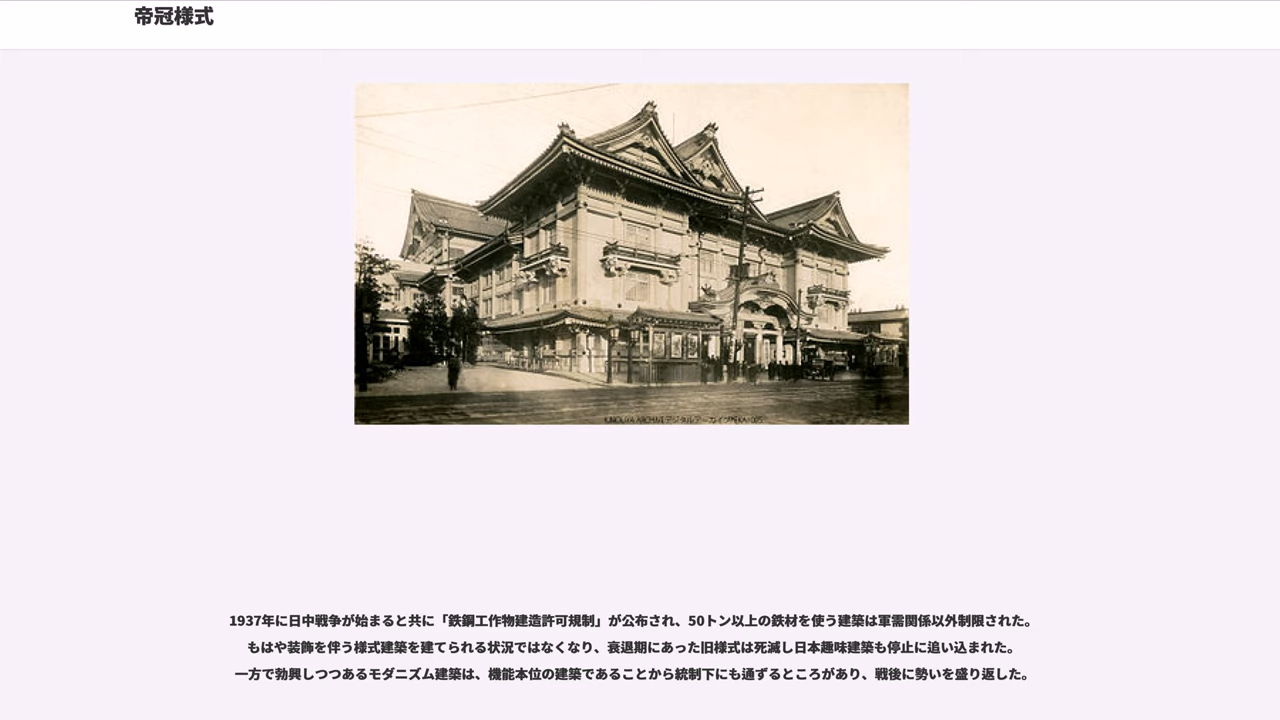 帝冠様式
1937年に日中戦争が始まると共に「鉄鋼工作物建造許可規制」が公布され、50トン以上の鉄材を使う建築は軍需関係以外制限された。
もはや装飾を伴う様式建築を建てられる状況ではなくなり、衰退期にあった旧様式は死滅し日本趣味建築も停止に追い込まれた。
一方で勃興しつつあるモダニズム建築は、機能本位の建築であることから統制下にも通ずるところがあり、戦後に勢いを盛り返した。